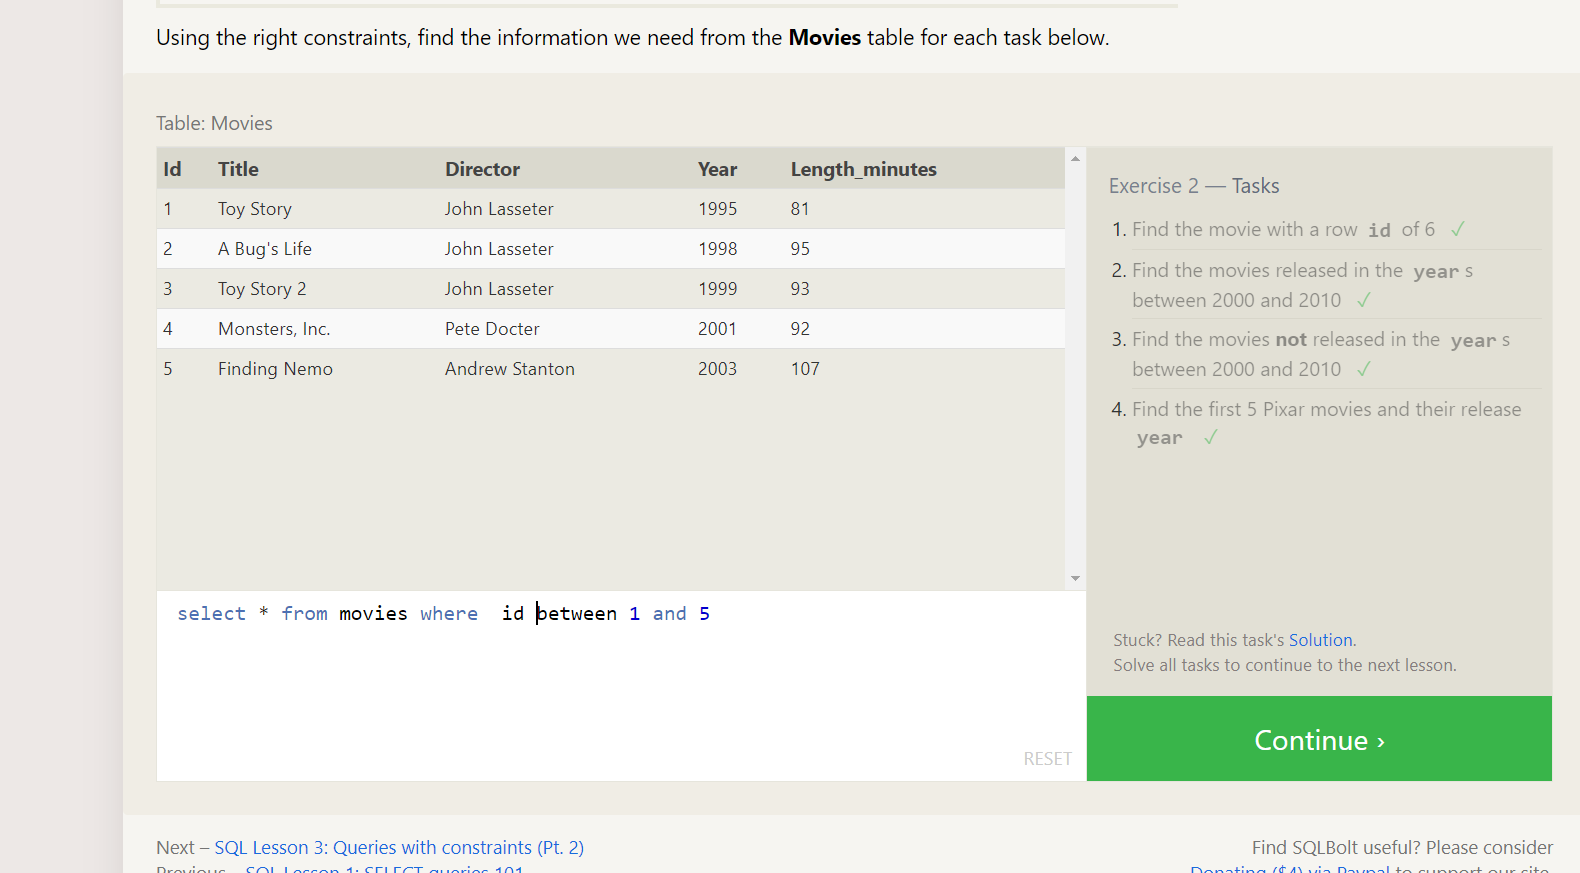 Using the right constraints, find the information we need from the Movies table for each task below.
Table: Movies
Id Title Director Year Length_minutes
1 Toy Story John Lasseter 1995 81
2 A Bug's Life John Lasseter 1998 95
3 Toy Story 2 John Lasseter 1999 93
4 Monsters, Inc. Pete Docter 2001 92
5 Finding Nemo Andrew Stanton 2003 107
select * from movies where  id between 1 and 5
RESET
Exercise 2 — Tasks
1. Find the movie with a row id of 6 ✓
2. Find the movies released in the year s
between 2000 and 2010 ✓
3. Find the movies not released in the year s
between 2000 and 2010 ✓
4. Find the first 5 Pixar movies and their release
year ✓
Stuck? Read this task's Solution.
Solve all tasks to continue to the next lesson.
Continue ›
Next – SQL Lesson 3: Queries with constraints (Pt. 2)
Previous – SQL Lesson 1: SELECT queries 101
Find SQLBolt useful? Please consider
Donating ($4) via Paypal to support our site.